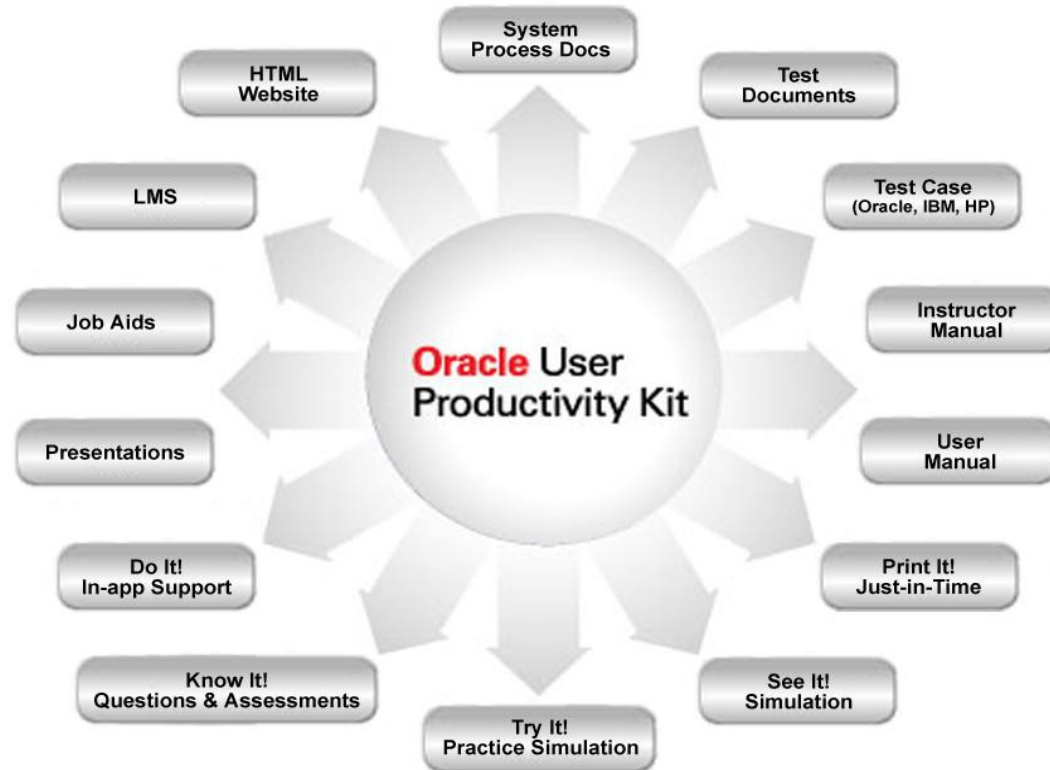 System
Process Docs
HTML
Website
Test
Documents
LMS
Test Case
(Oracle, IBM, HP)
Job Aids
Instructor
Manual
Oracle User
Productivity Kit
Presentations
User
Manual
Do It!
In-app Support
Print It!
Just-in-Time
Know It!
Questions & Assessments
See It!
Simulation
Try It!
Practice Simulation